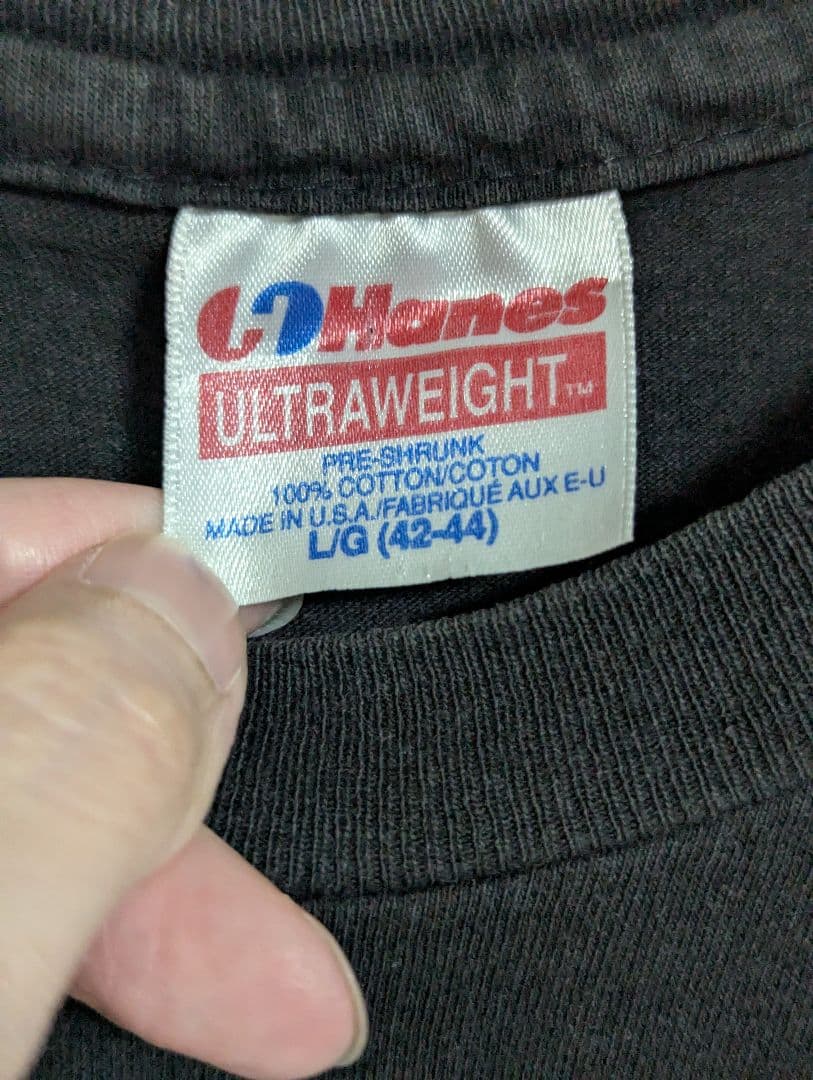 Hanes
ULTRAWEIGHT™
PRE-SHRUNK
100% COTTON/COTON
MADE IN U.S.A./FABRIQUÉ AUX E-U
L/G (42-44)